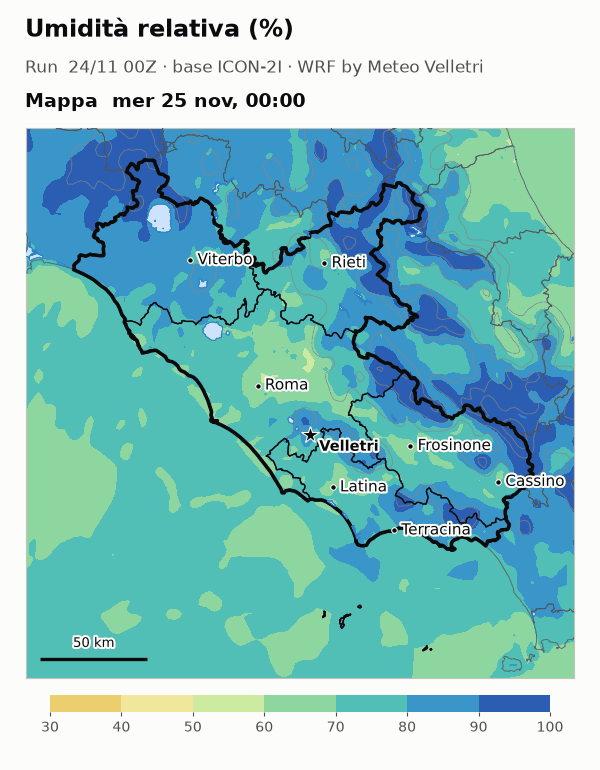 Umidità relativa (%)
Run 24/11 00Z · base ICON-2I · WRF by Meteo Velletri
Mappa mer 25 nov, 00:00
Viterbo
Rieti
Roma
Velletri
Frosinone
Cassino
Latina
Terracina
50 km
30 40 50 60 70 80 90 100